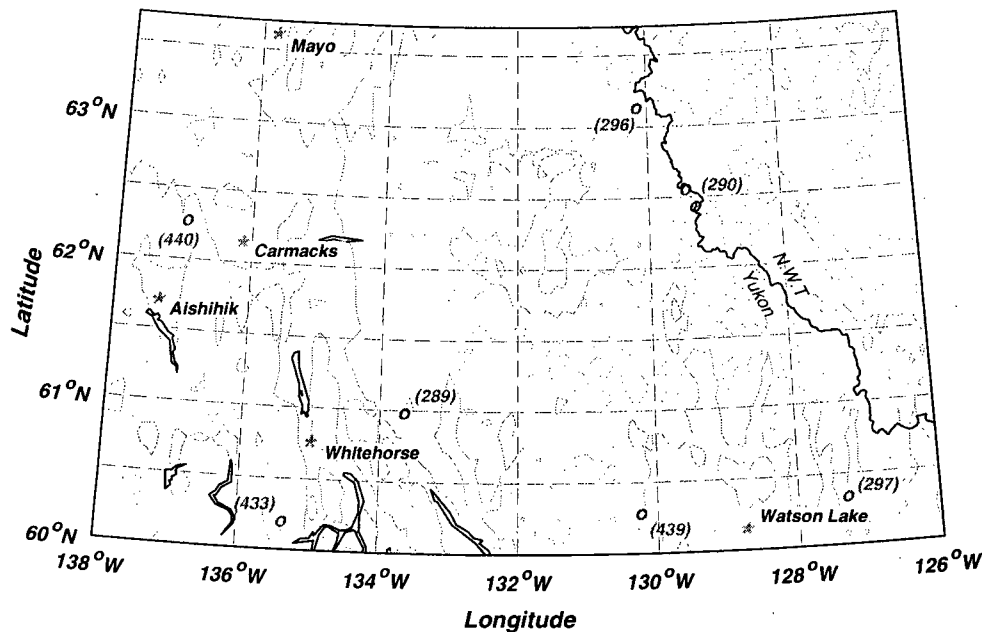 Mayo
63°N
(296)
(290)
(440)
Carmacks
62°N
N.W.T
Yukon
Aishihik
Latitude
61°N
(289)
Whitehorse
(297)
(433)
Watson Lake
(439)
60°N
138°W
136°W
134°W
132°W
130°W
128°W
126°W
Longitude